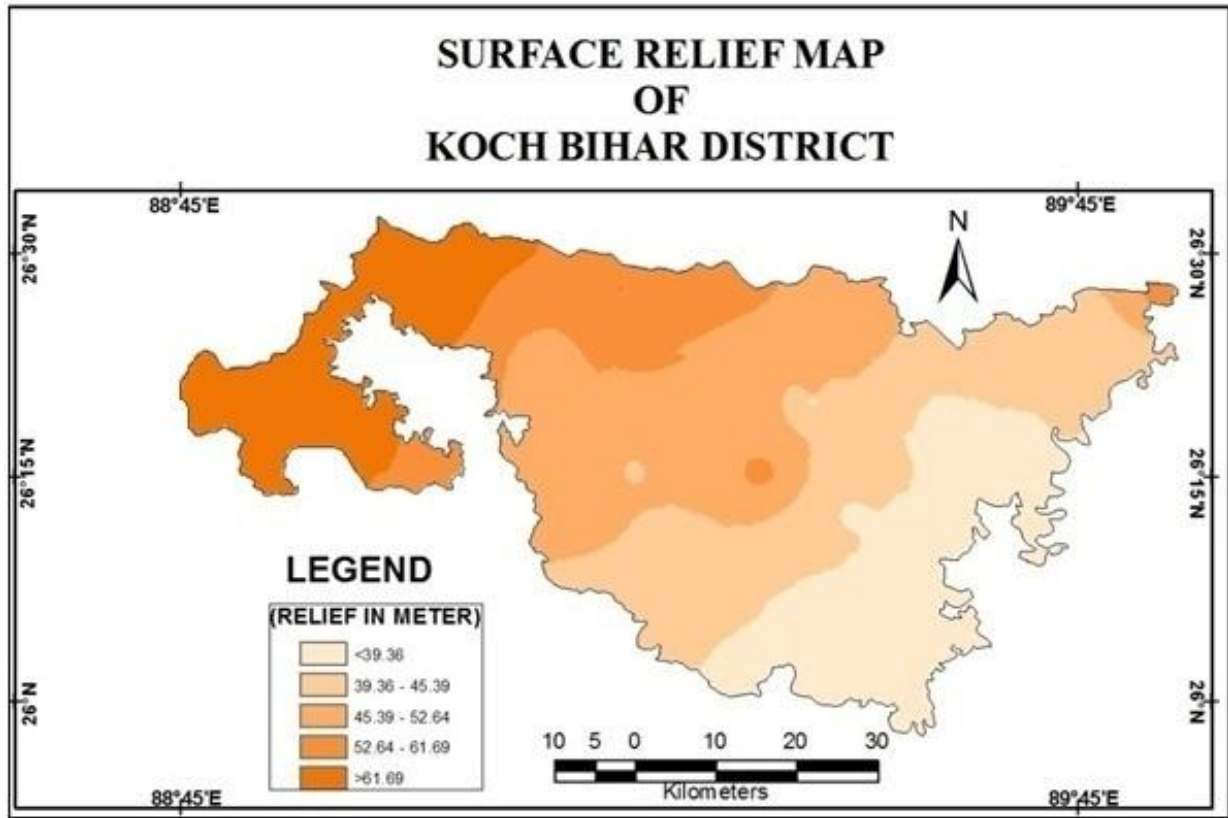 SURFACE RELIEF MAP
OF
KOCH BIHAR DISTRICT
88°45'E
89°45'E
N
26°30'N
26°30'N
26°15'N
26°15'N
LEGEND
(RELIEF IN METER)
<39.36
39.36 - 45.39
45.39 - 52.64
52.64 - 61.69
>61.69
26°N
26°N
10 5 0 10 20 30
Kilometers
88°45'E
89°45'E